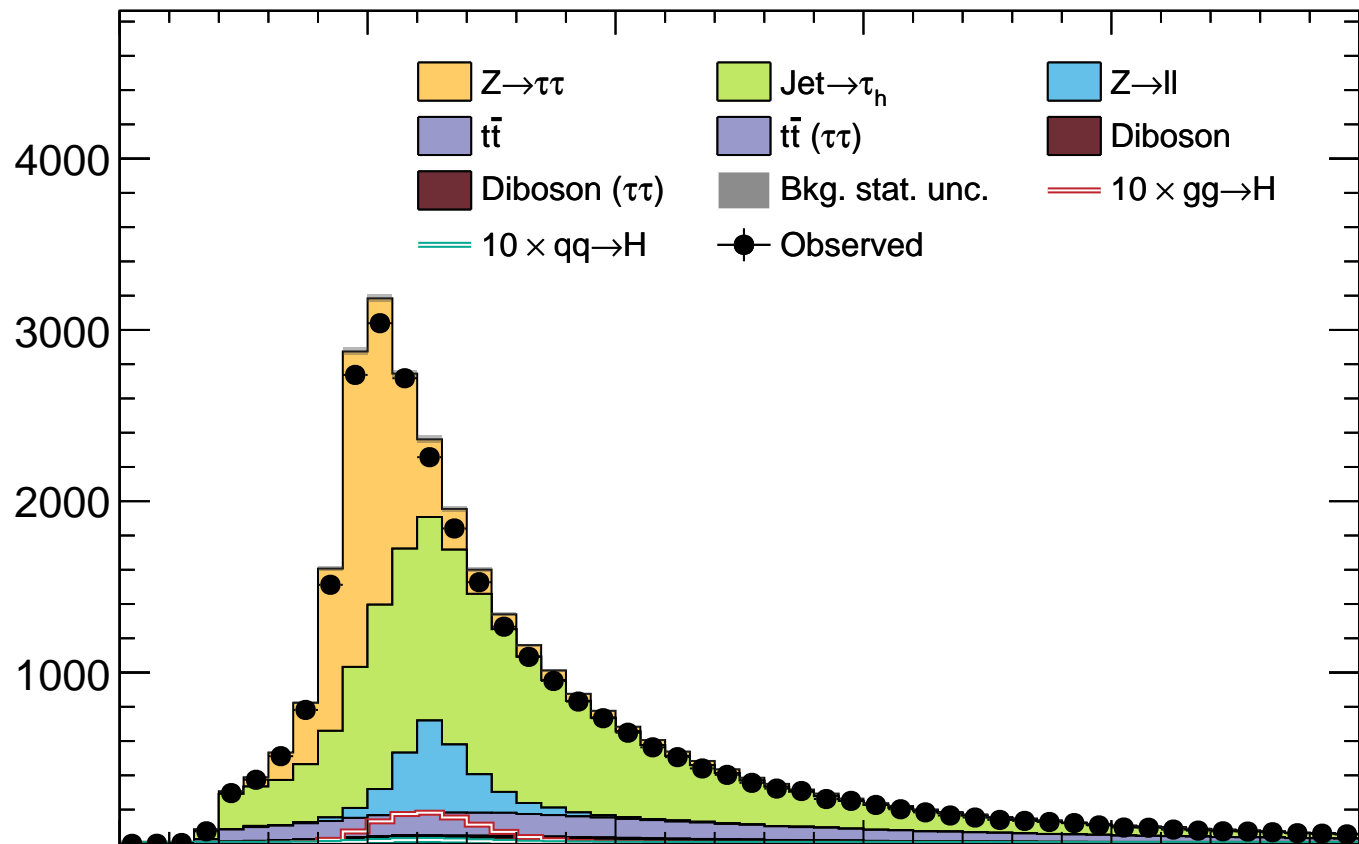 Z→ττ Jet→τh Z→ll
tt̄ tt̄ (ττ) Diboson
Diboson (ττ) Bkg. stat. unc. 10 × gg→H
10 × qq→H Observed
4000
3000
2000
1000